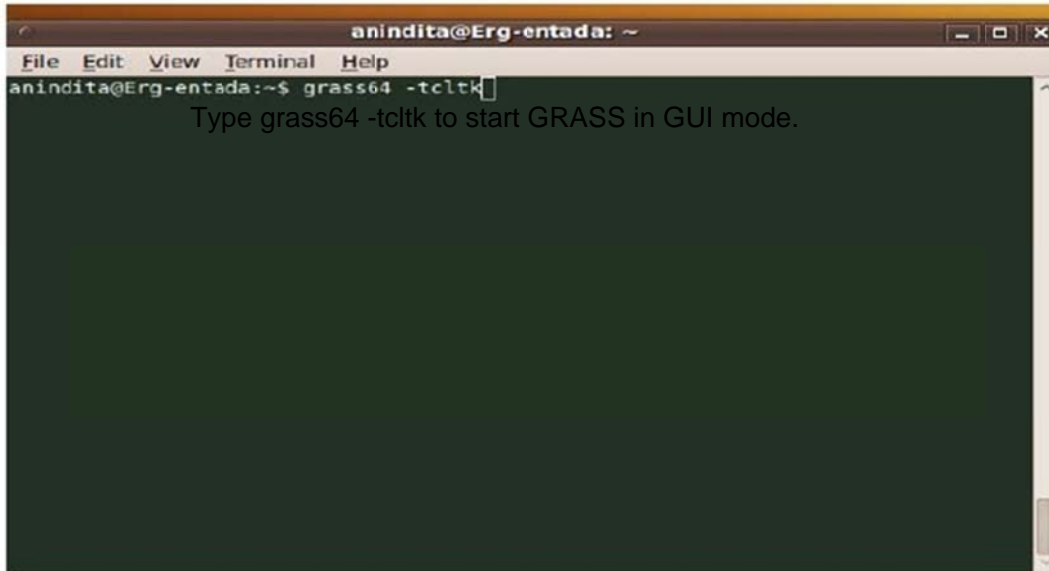 anindita@Erg-entada: ~
File Edit View Terminal Help
anindita@Erg-entada:~$ grass64 -tcltk
Type grass64 -tcltk to start GRASS in GUI mode.